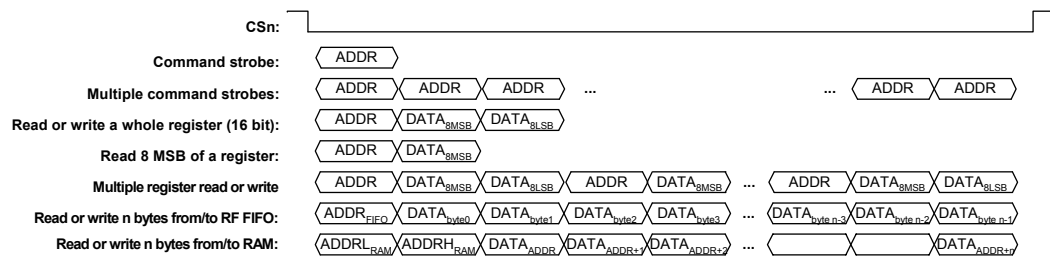 CSn:
Command strobe: ADDR
Multiple command strobes: ADDR ADDR ADDR ... ... ADDR ADDR
Read or write a whole register (16 bit): ADDR DATA8MSB DATA8LSB
Read 8 MSB of a register: ADDR DATA8MSB
Multiple register read or write ADDR DATA8MSB DATA8LSB ADDR DATA8MSB ... ADDR DATA8MSB DATA8LSB
Read or write n bytes from/to RF FIFO: ADDRFIFO DATAbyte0 DATAbyte1 DATAbyte2 DATAbyte3 ... DATAbyte n-3 DATAbyte n-2 DATAbyte n-1
Read or write n bytes from/to RAM: ADDRLRAM ADDRHRAM DATAADDR DATAADDR+1 DATAADDR+2 ... DATAADDR+n